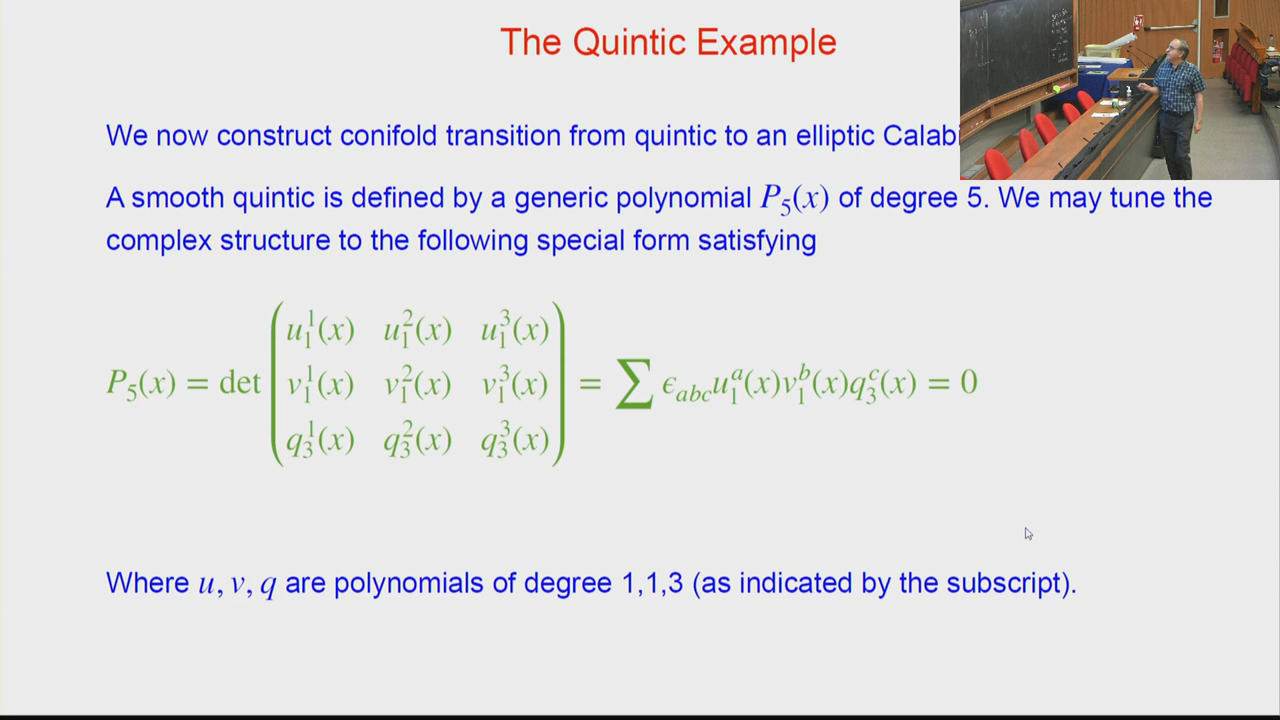 The Quintic Example
We now construct conifold transition from quintic to an elliptic Calab
A smooth quintic is defined by a generic polynomial P₅(x) of degree 5. We may tune the
complex structure to the following special form satisfying
P₅(x) = det ( u₁¹(x) u₁²(x) u₁³(x)
v₁¹(x) v₁²(x) v₁³(x)
q₃¹(x) q₃²(x) q₃³(x) ) = ∑ ϵ_{abc}u₁ᵃ(x)v₁ᵇ(x)q₃ᶜ(x) = 0
Where u, v, q are polynomials of degree 1,1,3 (as indicated by the subscript).